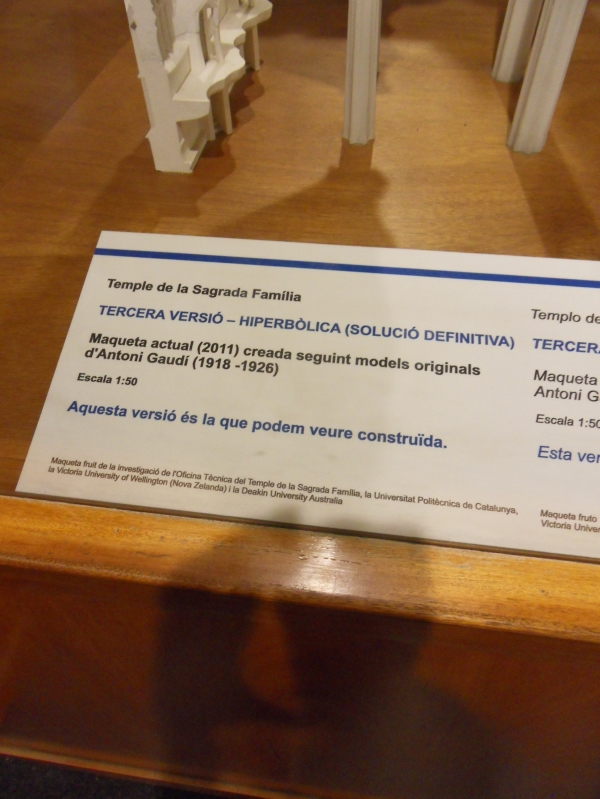 Temple de la Sagrada Família
TERCERA VERSIÓ – HIPERBÒLICA (SOLUCIÓ DEFINITIVA)
Maqueta actual (2011) creada seguint models originals
d'Antoni Gaudí (1918 -1926)
Escala 1:50
Aquesta versió és la que podem veure construïda.
Maqueta fruit de la investigació de l'Oficina Tècnica del Temple de la Sagrada Família, la Universitat Politècnica de Catalunya,
la Victoria University of Wellington (Nova Zelanda) i la Deakin University Australia
Templo de
TERCERA
Maqueta
Antoni G
Escala 1:50
Esta ver
Maqueta fruto
Victoria Univer